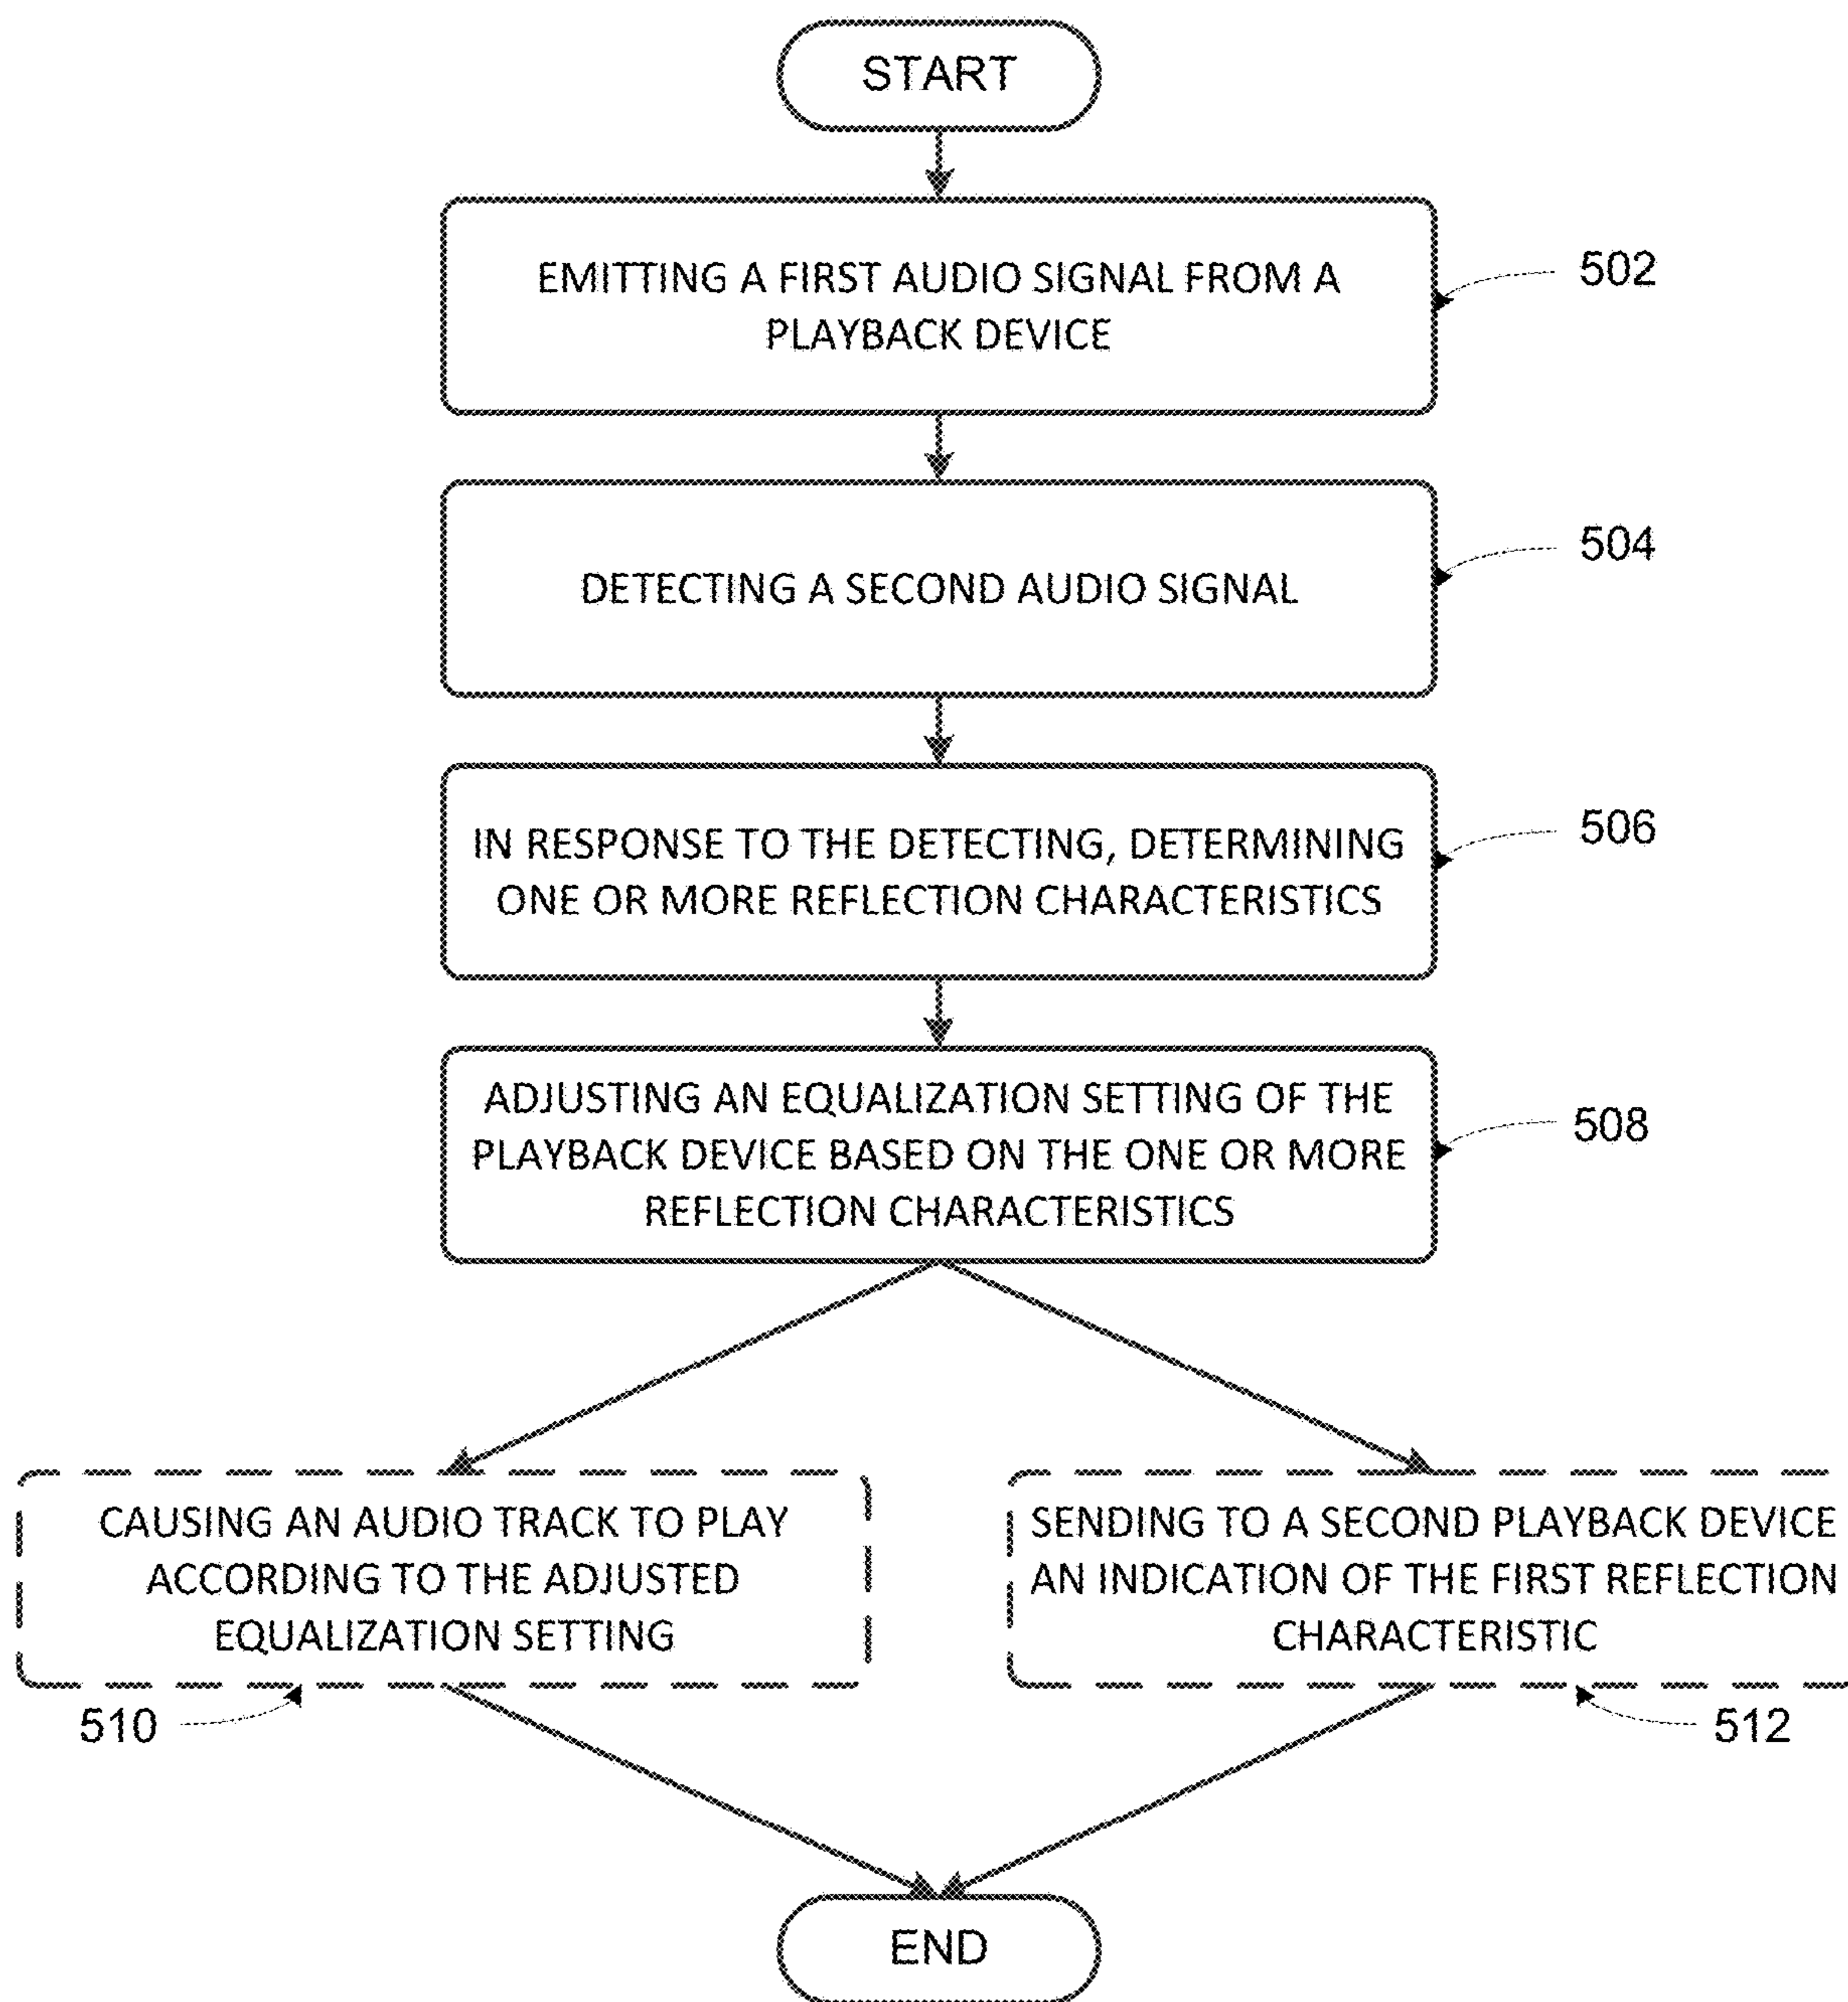 START
EMITTING A FIRST AUDIO SIGNAL FROM A
PLAYBACK DEVICE
502
DETECTING A SECOND AUDIO SIGNAL
504
IN RESPONSE TO THE DETECTING, DETERMINING
ONE OR MORE REFLECTION CHARACTERISTICS
506
ADJUSTING AN EQUALIZATION SETTING OF THE
PLAYBACK DEVICE BASED ON THE ONE OR MORE
REFLECTION CHARACTERISTICS
508
CAUSING AN AUDIO TRACK TO PLAY
ACCORDING TO THE ADJUSTED
EQUALIZATION SETTING
510
SENDING TO A SECOND PLAYBACK DEVICE
AN INDICATION OF THE FIRST REFLECTION
CHARACTERISTIC
512
END